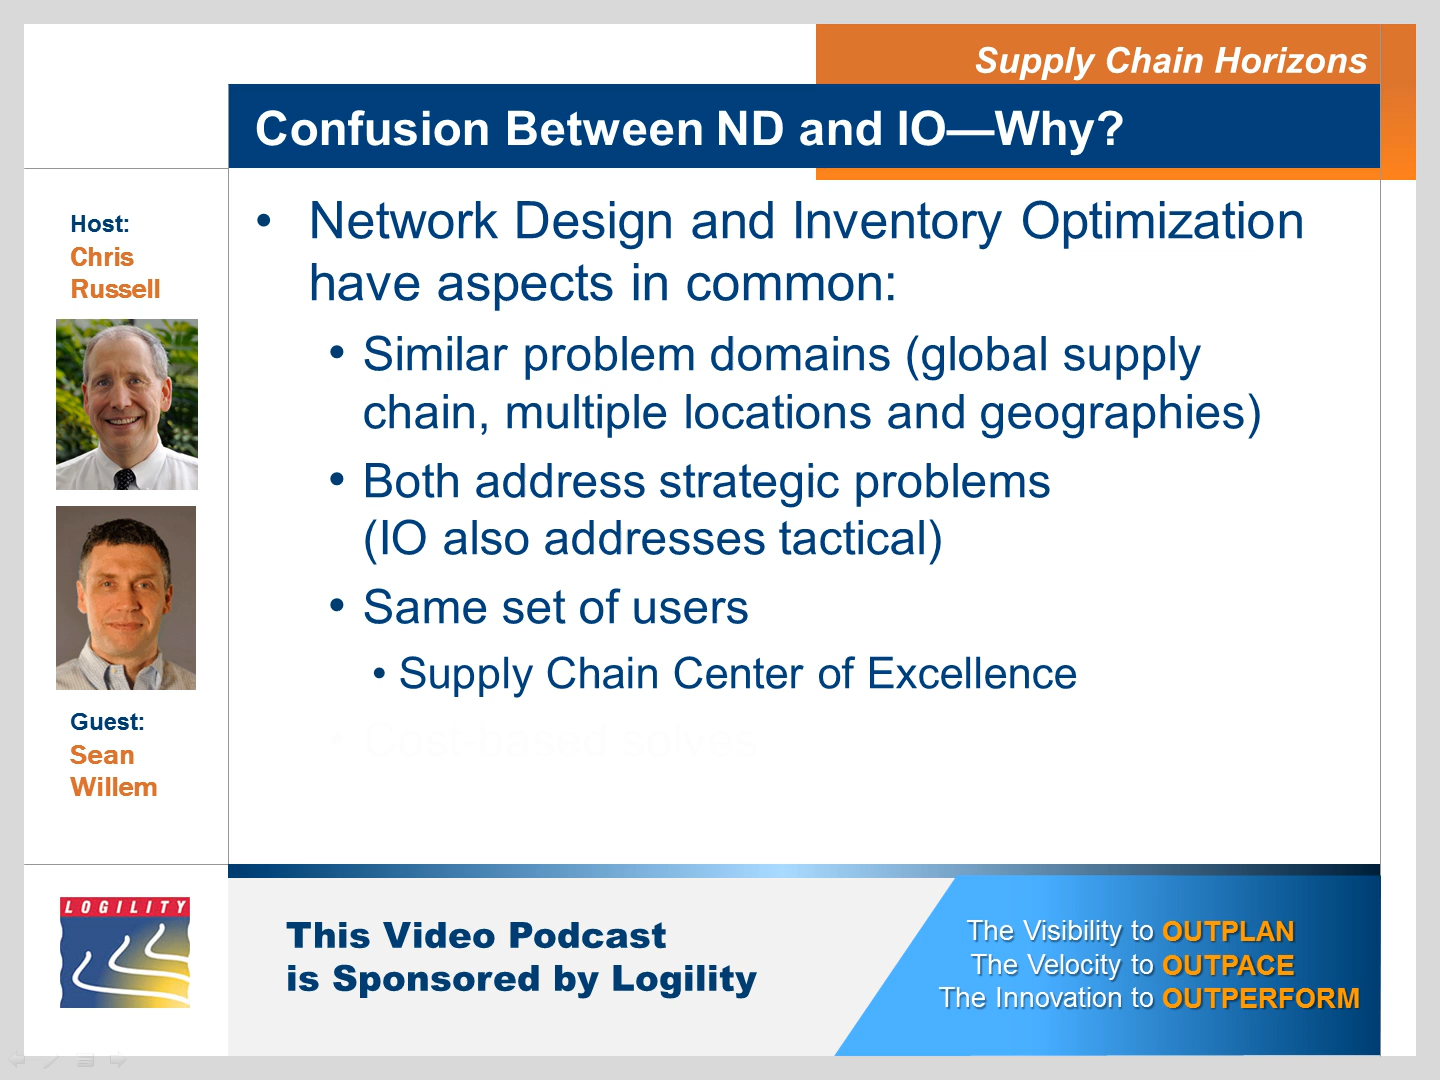 Supply Chain Horizons
Confusion Between ND and IO—Why?
Host:
Chris
Russell
Guest:
Sean
Willem
• Network Design and Inventory Optimization
have aspects in common:
• Similar problem domains (global supply
chain, multiple locations and geographies)
• Both address strategic problems
(IO also addresses tactical)
• Same set of users
• Supply Chain Center of Excellence
• Cost-based solves
LOGILITY
This Video Podcast
is Sponsored by Logility
The Visibility to OUTPLAN
The Velocity to OUTPACE
The Innovation to OUTPERFORM